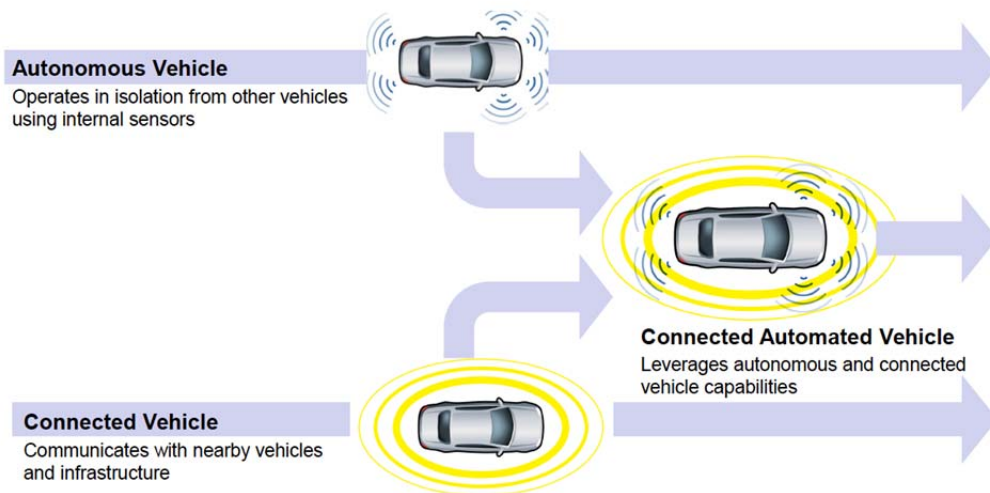 Autonomous Vehicle
Operates in isolation from other vehicles
using internal sensors
Connected Automated Vehicle
Leverages autonomous and connected
vehicle capabilities
Connected Vehicle
Communicates with nearby vehicles
and infrastructure